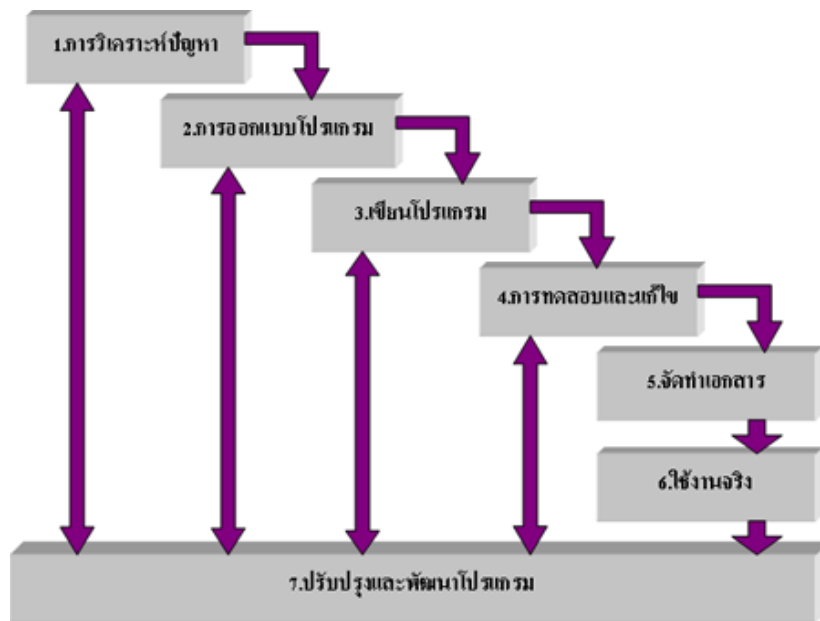 1.การวิเคราะห์ปัญหา
2.การออกแบบโปรแกรม
3.เขียนโปรแกรม
4.การทดสอบและแก้ไข
5.จัดทำเอกสาร
6.ใช้งานจริง
7.ปรับปรุงและพัฒนาโปรแกรม